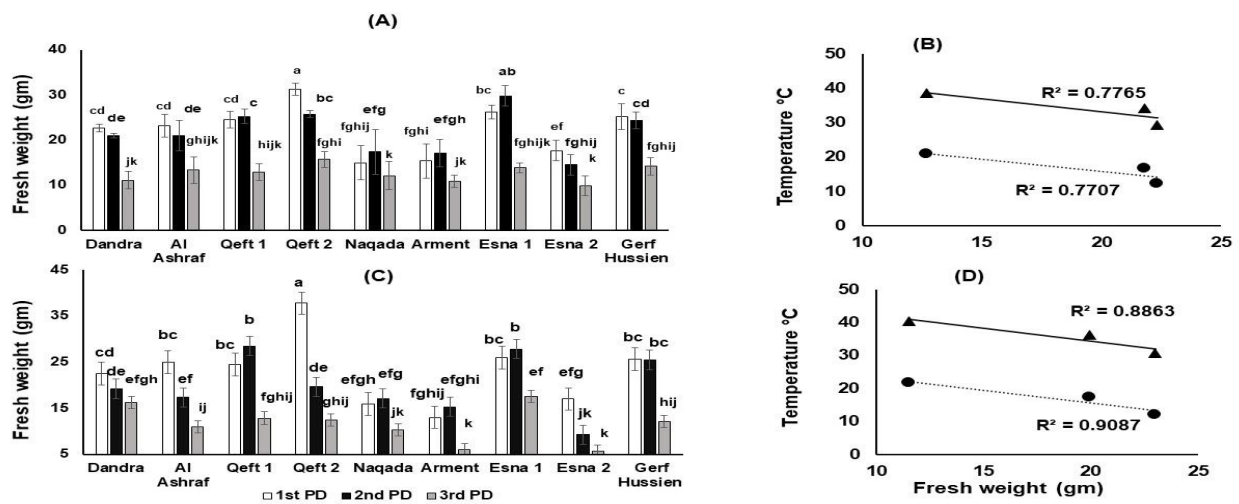 (A)
Fresh weight (gm)
40
30
20
10
0
cd de jk
cd de ghijk
cd c hijk
a bc fghi
fghij efg k
fghi efgh jk
bc ab fghijk
ef fghij k
c cd fghij
Dandra Al Ashraf Qeft 1 Qeft 2 Naqada Arment Esna 1 Esna 2 Gerf Hussien
(B)
Temperature °C
50
40
30
20
10
0
R² = 0.7765
R² = 0.7707
10 15 20 25
(C)
Fresh weight (gm)
45
35
25
15
5
cd de efgh
bc ef ij
bc b fghij
a de ghij
efgh efg jk
fghij efghi k
bc b ef
efg jk k
bc bc hij
Dandra Al Ashraf Qeft 1 Qeft 2 Naqada Arment Esna 1 Esna 2 Gerf Hussien
1st PD 2nd PD 3rd PD
(D)
Temperature °C
50
40
30
20
10
0
R² = 0.8863
R² = 0.9087
10 15 20 25
Fresh weight (gm)